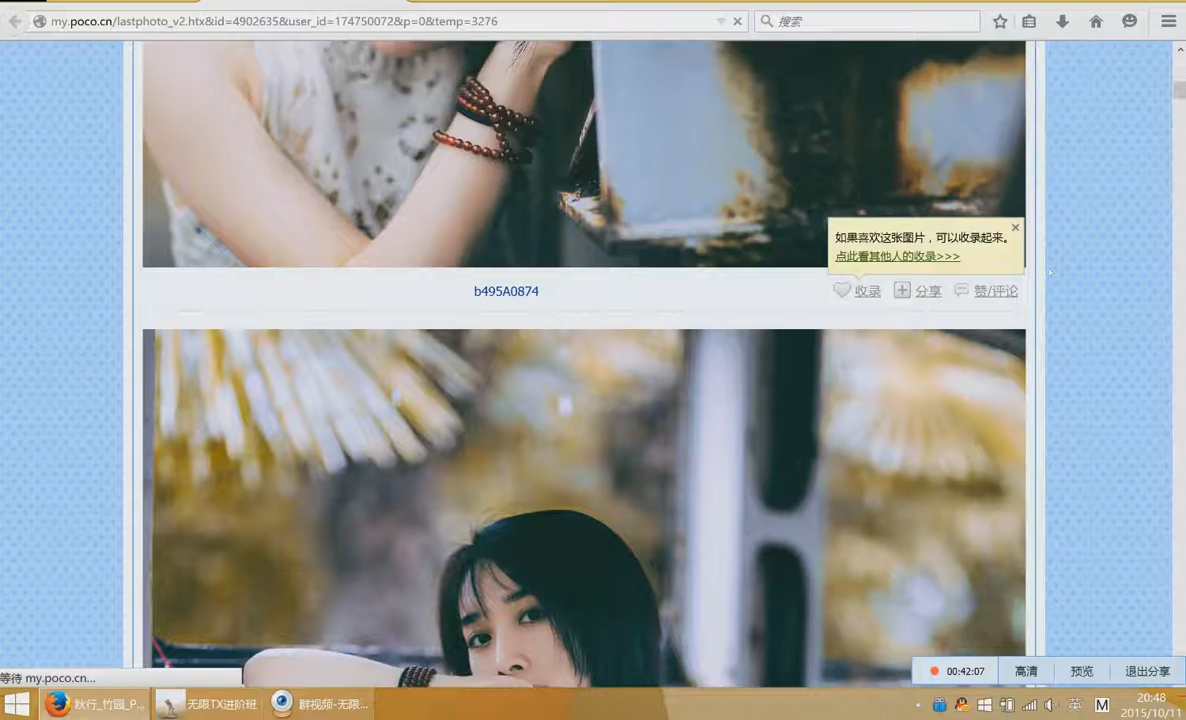 my.poco.cn/lastphoto_v2.htx&id=4902635&user_id=174750072&p=0&temp=3276
搜索
如果喜欢这张图片，可以收录起来。
点此看其他人的收录>>>
b495A0874
收录
分享
赞/评论
等待 my.poco.cn...
00:42:07
高清
预览
退出分享
秋行_竹园_P...
无限TX进阶班
群视频-无限...
英
M
20:48
2015/10/11